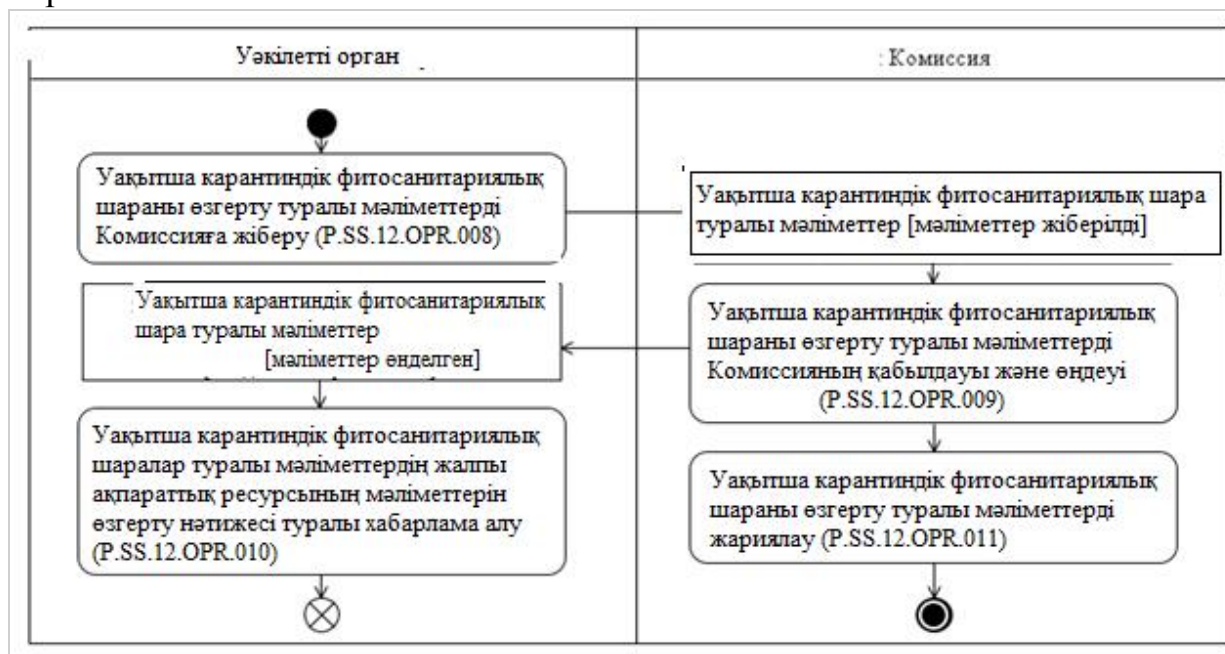 Уәкілетті орган
: Комиссия
Уақытша карантиндік фитосанитариялық
шараны өзгерту туралы мәліметтерді
Комиссияға жіберу (P.SS.12.OPR.008)
Уақытша карантиндік фитосанитариялық шара
туралы мәліметтер [мәліметтер жіберілді]
Уақытша карантиндік фитосанитариялық
шара туралы мәліметтер
[мәліметтер өнделген]
Уақытша карантиндік фитосанитариялық
шараны өзгерту туралы мәліметтерді
Комиссияның қабылдауы және өңдеуі
(P.SS.12.OPR.009)
Уақытша карантиндік фитосанитариялық
шаралар туралы мәліметтердің жалпы
ақпараттық ресурсының мәліметтерін
өзгерту нәтижесі туралы хабарлама алу
(P.SS.12.OPR.010)
Уақытша карантиндік фитосанитариялық
шараны өзгерту туралы мәліметтерді
жариялау (P.SS.12.OPR.011)